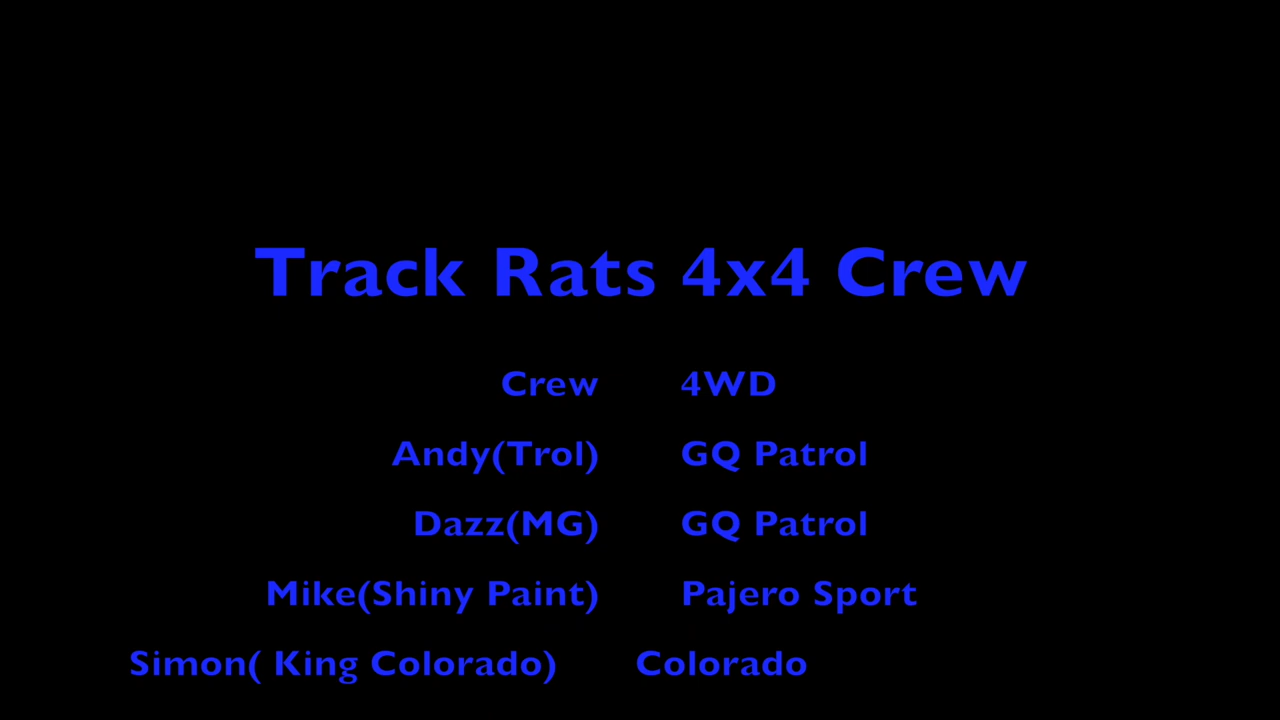 Track Rats 4x4 Crew
Crew 4WD
Andy(Trol) GQ Patrol
Dazz(MG) GQ Patrol
Mike(Shiny Paint) Pajero Sport
Simon( King Colorado) Colorado